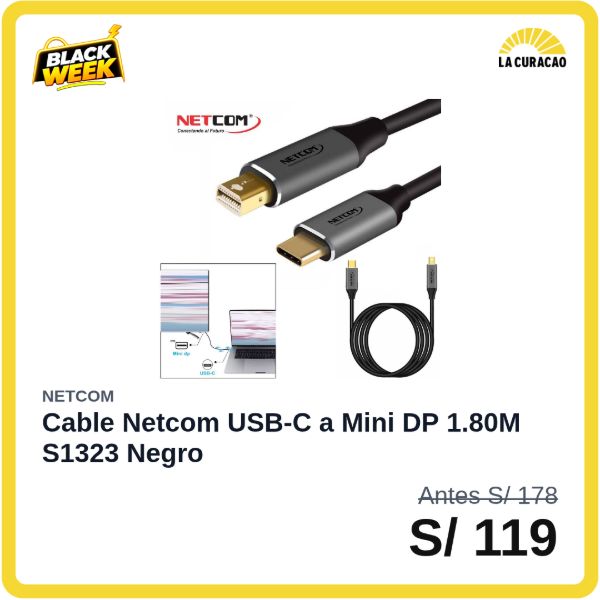 BLACK
WEEK
LA CURACAO
NETCOM®
Conectando al Futuro
NETCOM
NETCOM
Mini dp
USB-C
NETCOM
Cable Netcom USB-C a Mini DP 1.80M
S1323 Negro
Antes S/ 178
S/ 119